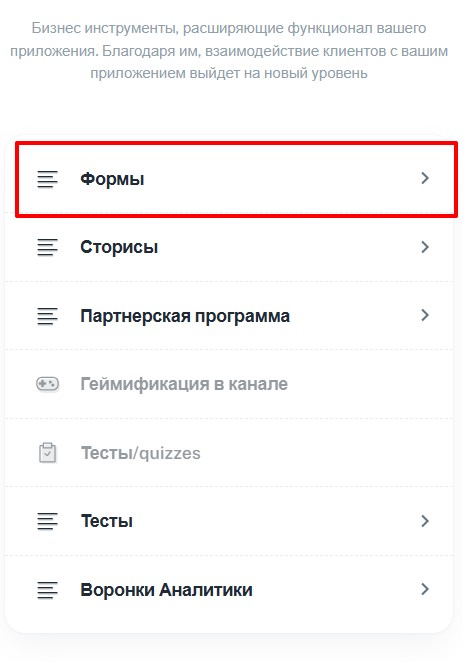 Бизнес инструменты, расширяющие функционал вашего
приложения. Благодаря им, взаимодействие клиентов с вашим
приложением выйдет на новый уровень
Формы
Сторисы
Партнерская программа
Геймификация в канале
Тесты/quizzes
Тесты
Воронки Аналитики